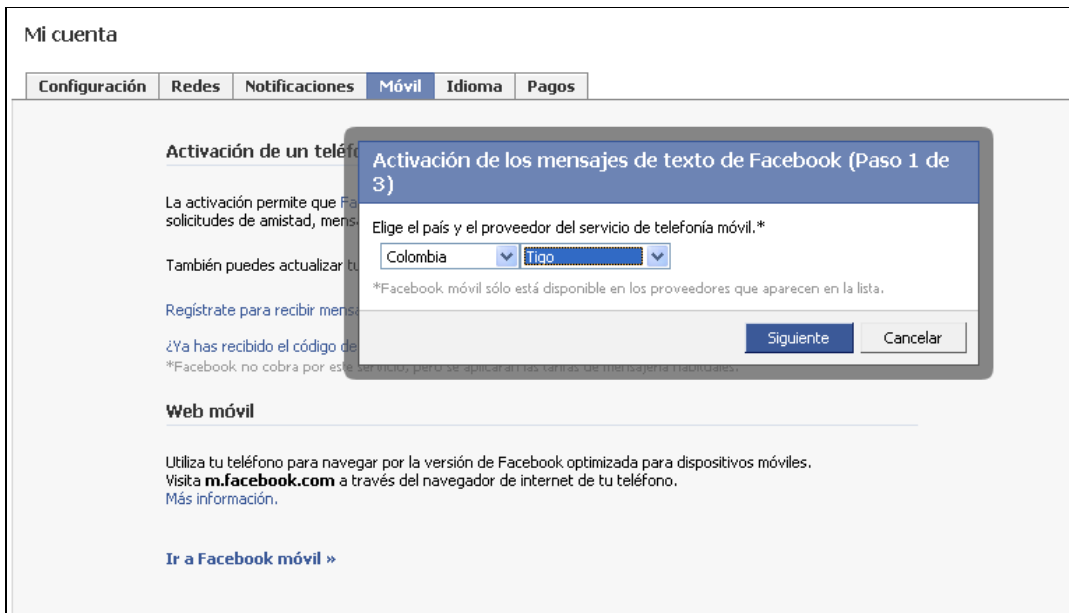 Mi cuenta
Configuración Redes Notificaciones Móvil Idioma Pagos
Activación de un teléfo
La activación permite que Fa
solicitudes de amistad, mens
También puedes actualizar tu
Regístrate para recibir mensa
¿Ya has recibido el código de
*Facebook no cobra por este servicio, pero se aplicarán las tarifas de mensajería habituales.
Activación de los mensajes de texto de Facebook (Paso 1 de
3)
Elige el país y el proveedor del servicio de telefonía móvil.*
Colombia Tigo
*Facebook móvil sólo está disponible en los proveedores que aparecen en la lista.
Siguiente Cancelar
Web móvil
Utiliza tu teléfono para navegar por la versión de Facebook optimizada para dispositivos móviles.
Visita m.facebook.com a través del navegador de internet de tu teléfono.
Más información.
Ir a Facebook móvil »